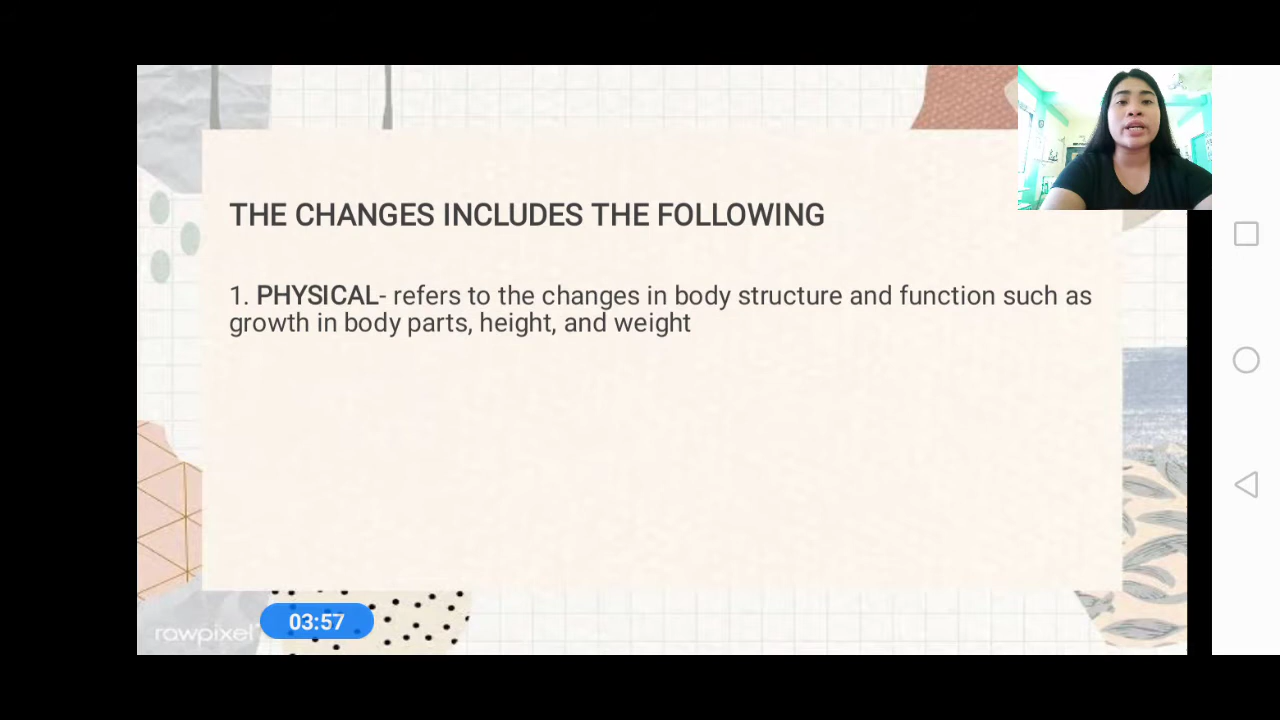 THE CHANGES INCLUDES THE FOLLOWING
1. PHYSICAL- refers to the changes in body structure and function such as
growth in body parts, height, and weight
03:57
rawpixel